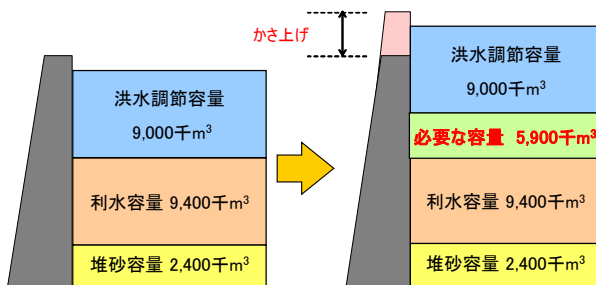 かさ上げ
洪水調節容量
9,000千m³
利水容量 9,400千m³
堆砂容量 2,400千m³
洪水調節容量
9,000千m³
必要な容量 5,900千m³
利水容量 9,400千m³
堆砂容量 2,400千m³